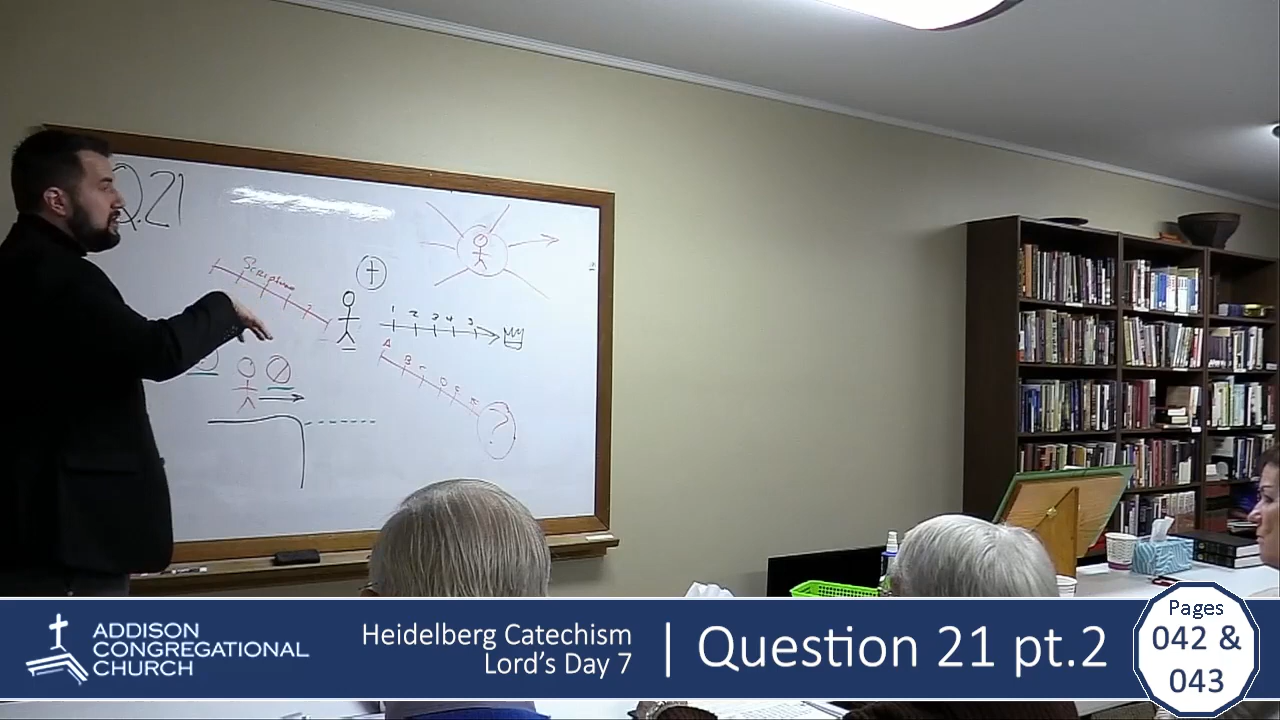 Q.21
Scripture
1 2 3 4 5
A
B
C
D
E
?
ADDISON
CONGREGATIONAL
CHURCH
Heidelberg Catechism
Lord's Day 7
Question 21 pt.2
Pages
042 &
043